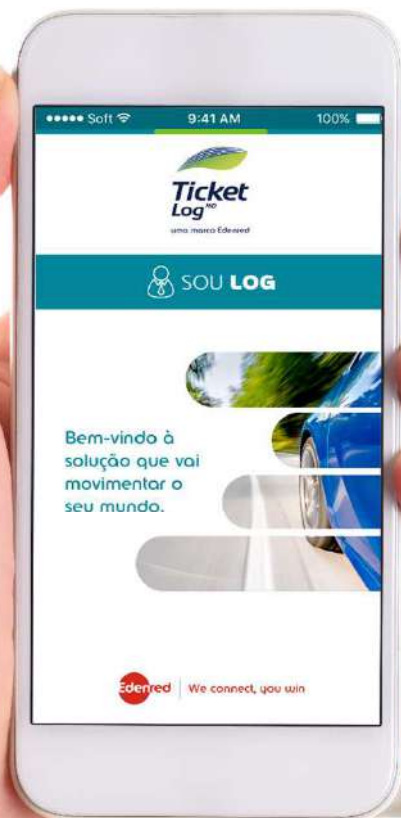 Soft 9:41 AM 100%
Ticket
Log
uma marca Edenred
SOU LOG
Bem-vindo à
solução que vai
movimentar o
seu mundo.
Edenred We connect, you win